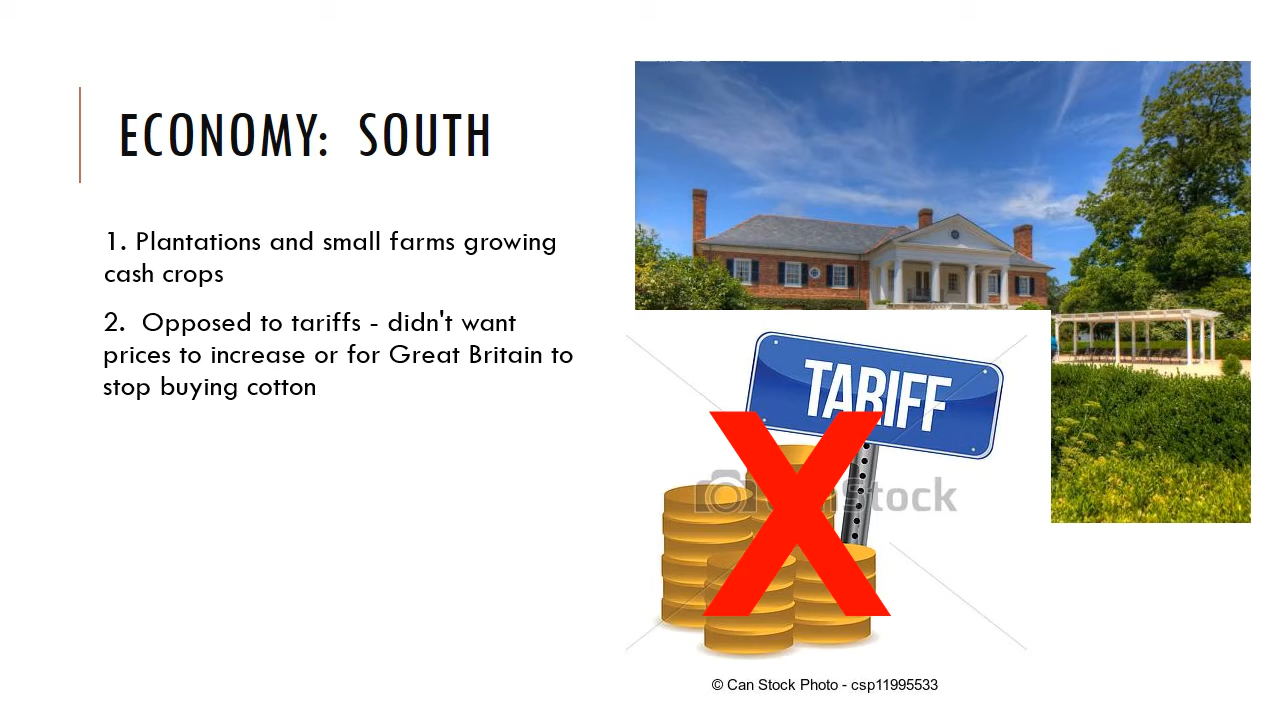 ECONOMY: SOUTH
1. Plantations and small farms growing
cash crops
2. Opposed to tariffs - didn't want
prices to increase or for Great Britain to
stop buying cotton
TARIFF
X
Stock
© Can Stock Photo - csp11995533